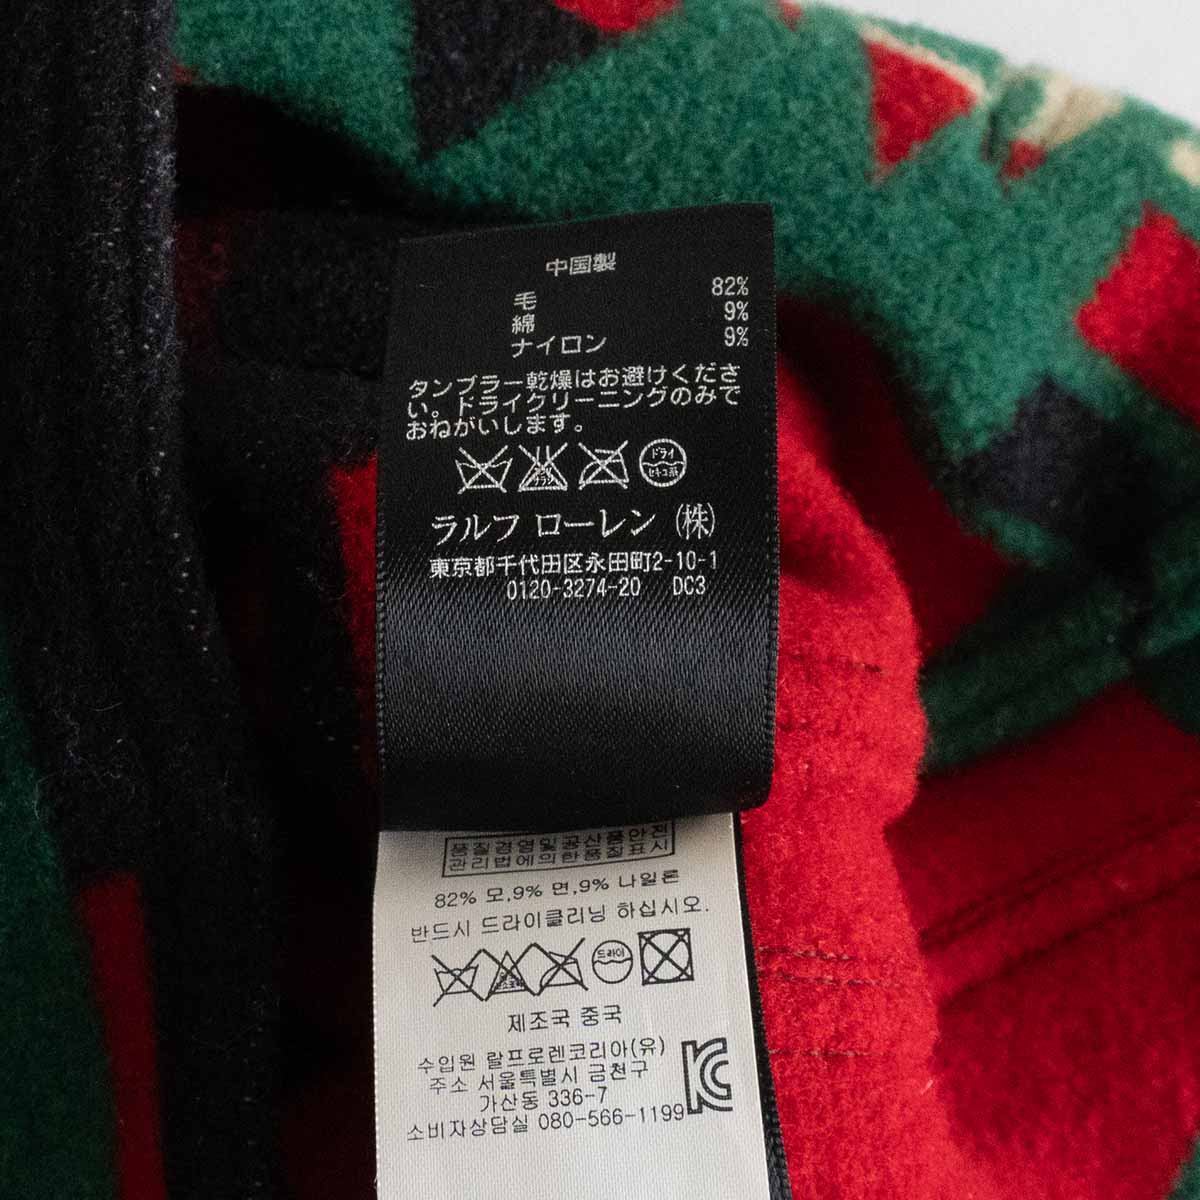 中国製
毛 82%
綿 9%
ナイロン 9%
タンブラー乾燥はお避けくださ
い。ドライクリーニングのみで
おねがいします。
ドライ
セキユ系
ラルフ ローレン (株)
東京都千代田区永田町2-10-1
0120-3274-20 DC3
품질경영및공산품안전
관리법에의한품질표시
82% 모,9% 면,9% 나일론
반드시 드라이클리닝 하십시오.
드라이
제조국 중국
수입원 랄프로렌코리아(유)
주소 서울특별시 금천구
가산동 336-7
소비자상담실 080-566-1199